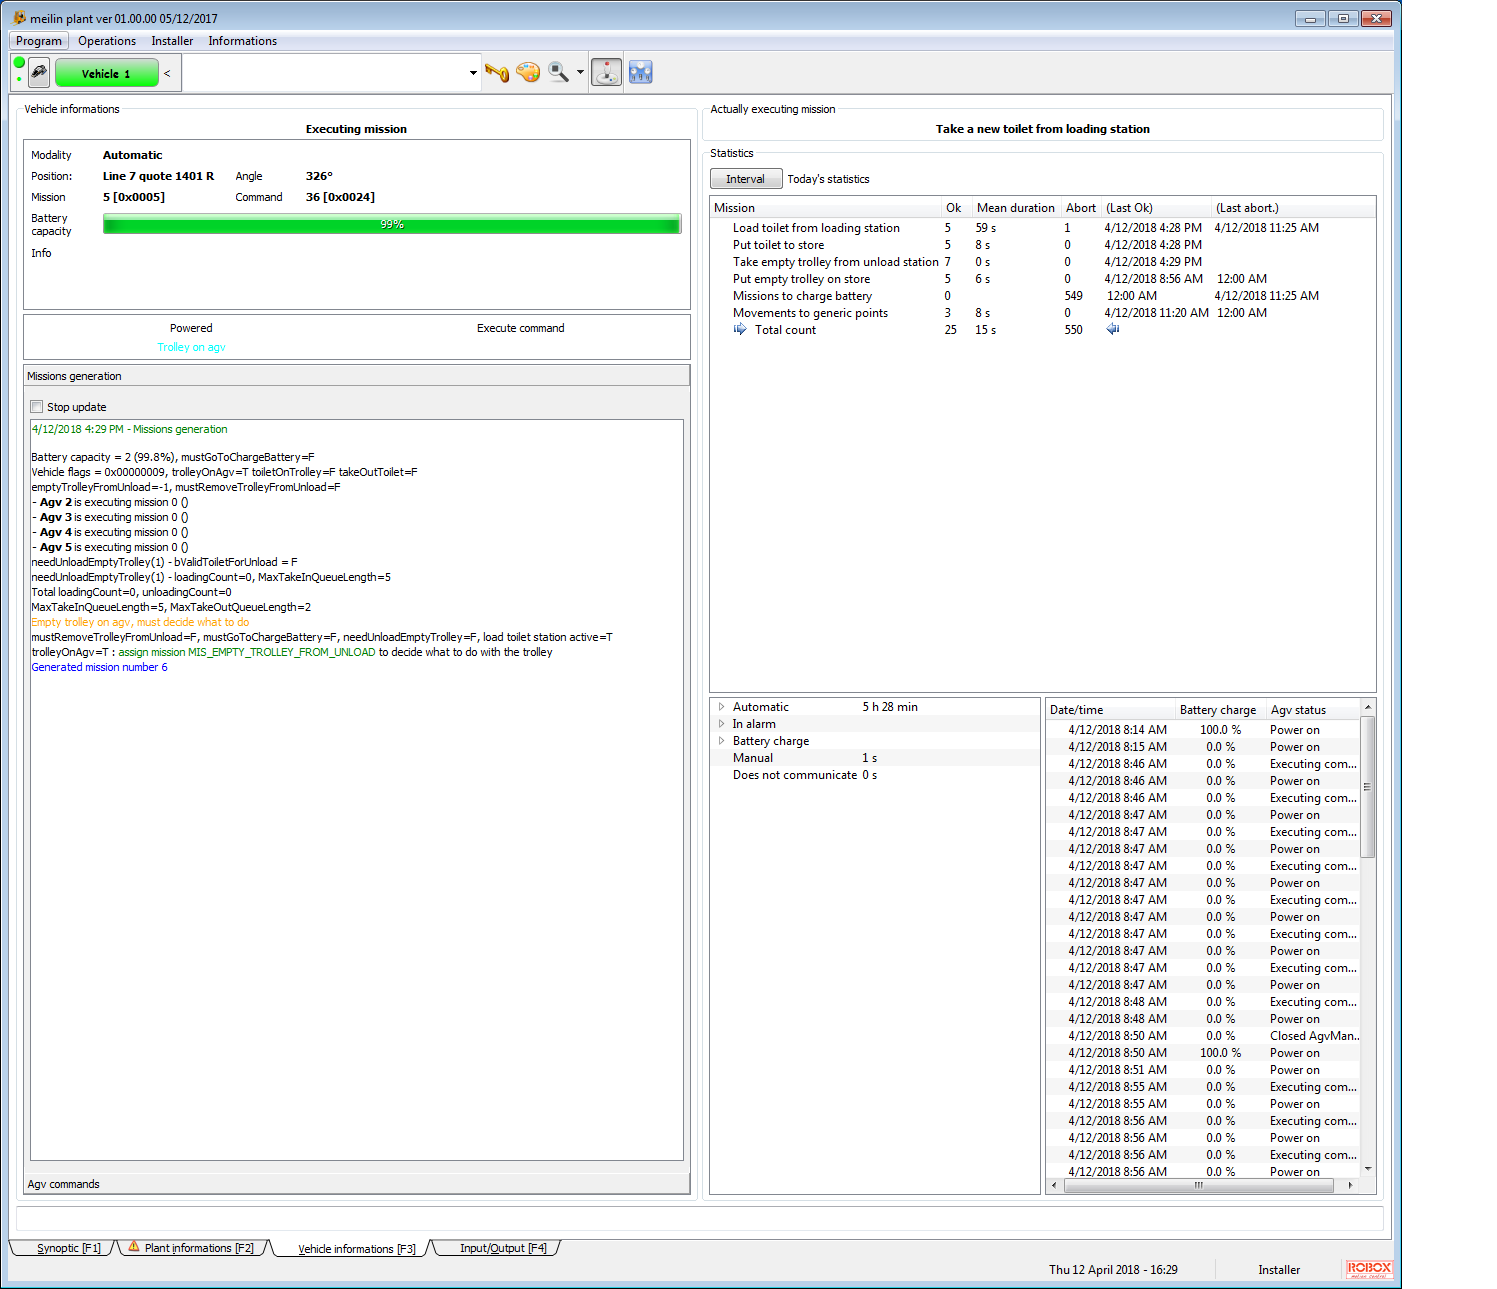 meilin plant ver 01.00.00 05/12/2017
Program Operations Installer Informations
Vehicle 1 <
Vehicle informations
Executing mission
Modality Automatic
Position: Line 7 quote 1401 R Angle 326°
Mission 5 [0x0005] Command 36 [0x0024]
Battery capacity 99%
Info
Powered Execute command
Trolley on agv
Missions generation
Stop update
4/12/2018 4:29 PM - Missions generation
Battery capacity = 2 (99.8%), mustGoToChargeBattery=F
Vehicle flags = 0x00000009, trolleyOnAgv=T toiletOnTrolley=F takeOutToilet=F
emptyTrolleyFromUnload=-1, mustRemoveTrolleyFromUnload=F
- Agv 2 is executing mission 0 ()
- Agv 3 is executing mission 0 ()
- Agv 4 is executing mission 0 ()
- Agv 5 is executing mission 0 ()
needUnloadEmptyTrolley(1) - bValidToiletForUnload = F
needUnloadEmptyTrolley(1) - loadingCount=0, MaxTakeInQueueLength=5
Total loadingCount=0, unloadingCount=0
MaxTakeInQueueLength=5, MaxTakeOutQueueLength=2
Empty trolley on agv, must decide what to do
mustRemoveTrolleyFromUnload=F, mustGoToChargeBattery=F, needUnloadEmptyTrolley=F, load toilet station active=T
trolleyOnAgv=T : assign mission MIS_EMPTY_TROLLEY_FROM_UNLOAD to decide what to do with the trolley
Generated mission number 6
Agv commands
Actually executing mission
Take a new toilet from loading station
Statistics
Interval Today's statistics
Mission Ok Mean duration Abort (Last Ok) (Last abort.)
Load toilet from loading station 5 59 s 1 4/12/2018 4:28 PM 4/12/2018 11:25 AM
Put toilet to store 5 8 s 0 4/12/2018 4:28 PM
Take empty trolley from unload station 7 0 s 0 4/12/2018 4:29 PM
Put empty trolley on store 5 6 s 0 4/12/2018 8:56 AM 12:00 AM
Missions to charge battery 0 549 12:00 AM 4/12/2018 11:25 AM
Movements to generic points 3 8 s 0 4/12/2018 11:20 AM 12:00 AM
Total count 25 15 s 550
Automatic 5 h 28 min
In alarm
Battery charge
Manual 1 s
Does not communicate 0 s
Date/time Battery charge Agv status
4/12/2018 8:14 AM 100.0 % Power on
4/12/2018 8:15 AM 0.0 % Power on
4/12/2018 8:46 AM 0.0 % Executing com...
4/12/2018 8:46 AM 0.0 % Power on
4/12/2018 8:46 AM 0.0 % Executing com...
4/12/2018 8:47 AM 0.0 % Power on
4/12/2018 8:47 AM 0.0 % Executing com...
4/12/2018 8:47 AM 0.0 % Power on
4/12/2018 8:47 AM 0.0 % Executing com...
4/12/2018 8:47 AM 0.0 % Power on
4/12/2018 8:47 AM 0.0 % Executing com...
4/12/2018 8:47 AM 0.0 % Power on
4/12/2018 8:47 AM 0.0 % Executing com...
4/12/2018 8:47 AM 0.0 % Power on
4/12/2018 8:47 AM 0.0 % Executing com...
4/12/2018 8:47 AM 0.0 % Power on
4/12/2018 8:48 AM 0.0 % Executing com...
4/12/2018 8:48 AM 0.0 % Power on
4/12/2018 8:50 AM 0.0 % Closed AgvMan..
4/12/2018 8:50 AM 100.0 % Power on
4/12/2018 8:51 AM 0.0 % Power on
4/12/2018 8:55 AM 0.0 % Executing com...
4/12/2018 8:55 AM 0.0 % Power on
4/12/2018 8:56 AM 0.0 % Executing com...
4/12/2018 8:56 AM 0.0 % Power on
4/12/2018 8:56 AM 0.0 % Executing com...
4/12/2018 8:56 AM 0.0 % Power on
Synoptic [F1] Plant informations [F2] Vehicle informations [F3] Input/Output [F4]
Thu 12 April 2018 - 16:29 Installer ROBOX
Motion Control